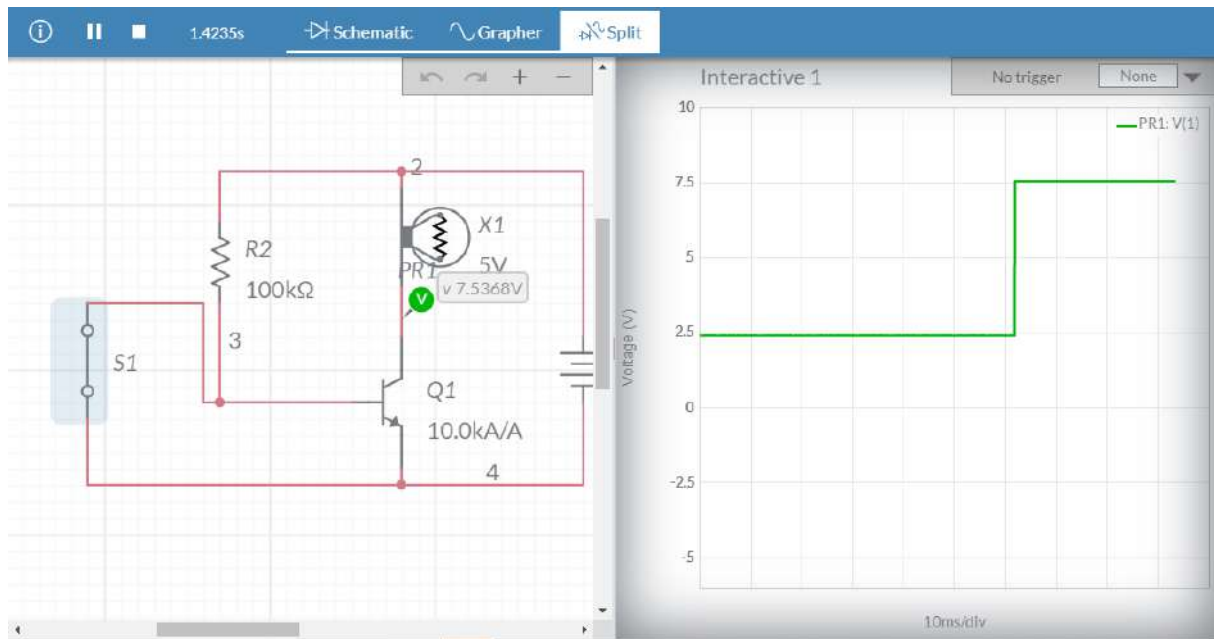 1.4235s Schematic Grapher Split
Interactive 1 No trigger None
PR1: V(1)
10
7.5
5
2.5
0
-2.5
-5
Voltage (V)
10ms/div
2
X1
5V
R2
100kΩ
PR1
V
v 7.5368V
3
S1
Q1
10.0kA/A
4